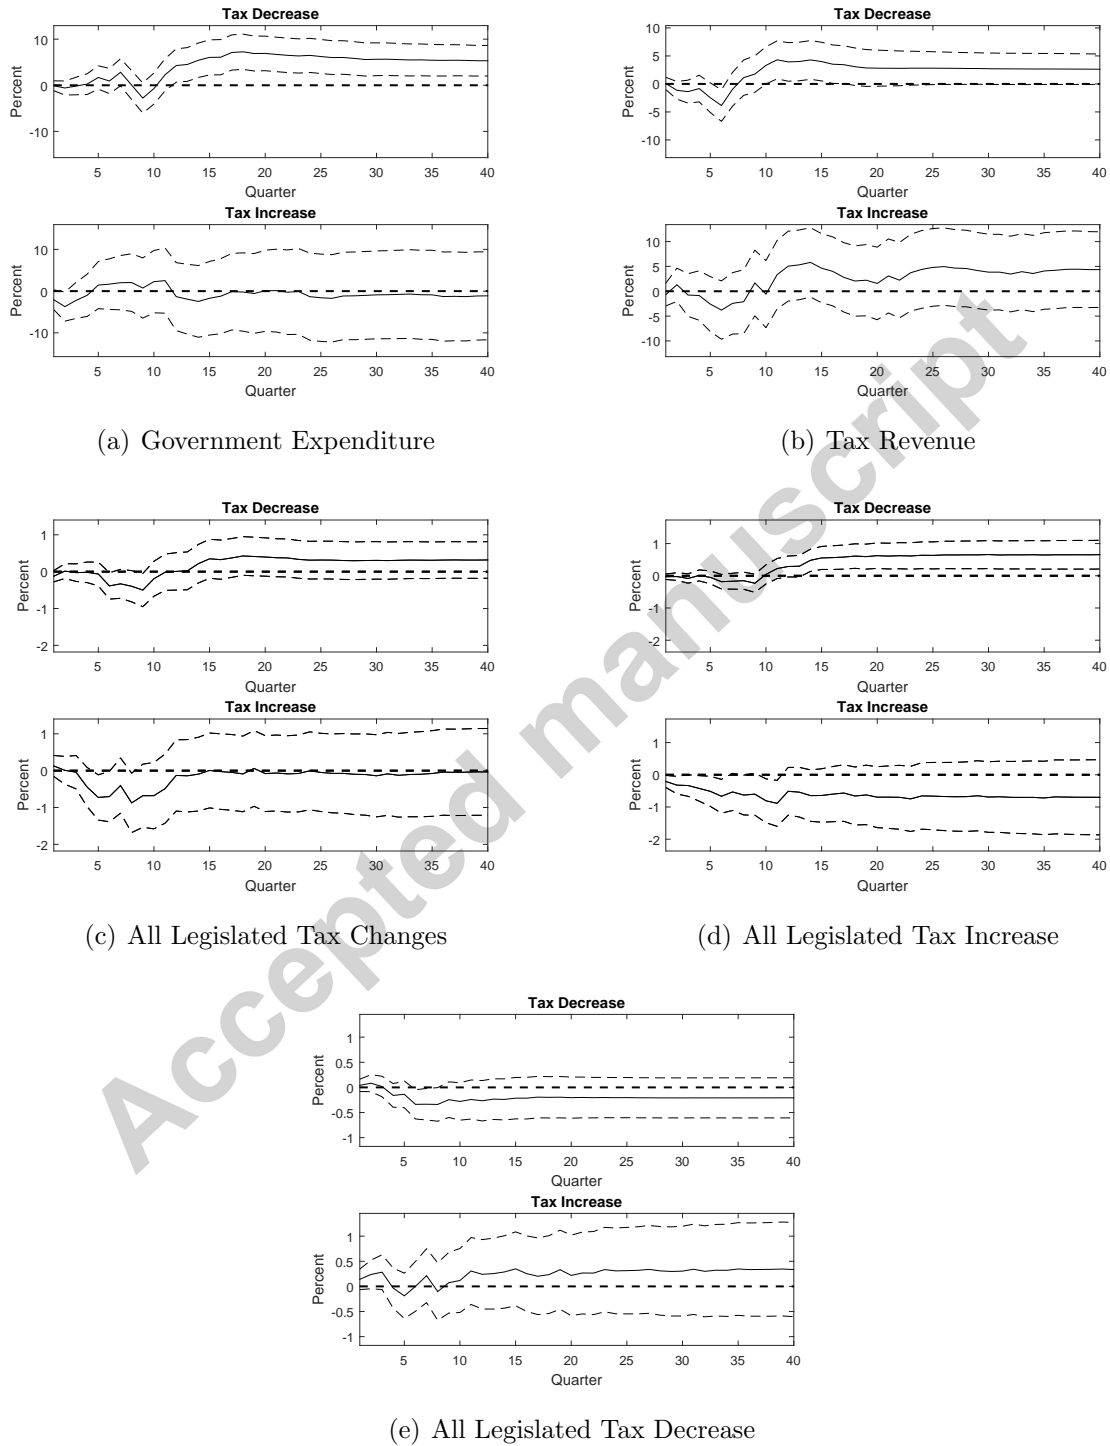 Tax Decrease
Percent
10
0
-10
5 10 15 20 25 30 35 40
Quarter
Tax Increase
Percent
10
0
-10
5 10 15 20 25 30 35 40
Quarter
(a) Government Expenditure
Tax Decrease
Percent
10
5
0
-5
-10
5 10 15 20 25 30 35 40
Quarter
Tax Increase
Percent
10
5
0
-5
-10
5 10 15 20 25 30 35 40
Quarter
(b) Tax Revenue
Tax Decrease
Percent
1
0
-1
-2
5 10 15 20 25 30 35 40
Quarter
Tax Increase
Percent
1
0
-1
-2
5 10 15 20 25 30 35 40
Quarter
(c) All Legislated Tax Changes
Tax Decrease
Percent
1
0
-1
-2
5 10 15 20 25 30 35 40
Quarter
Tax Increase
Percent
1
0
-1
-2
5 10 15 20 25 30 35 40
Quarter
(d) All Legislated Tax Increase
Tax Decrease
Percent
1
0.5
0
-0.5
-1
5 10 15 20 25 30 35 40
Quarter
Tax Increase
Percent
1
0.5
0
-0.5
-1
5 10 15 20 25 30 35 40
Quarter
(e) All Legislated Tax Decrease
Accepted manuscript